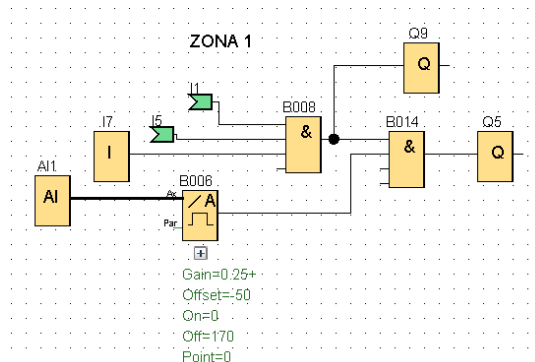 Q9
ZONA 1
Q
I1
B008
I7
I5
&
B014
Q5
I
&
Q
AI1
B006
AI
Ax
A
Par
+
Gain=0.25+
Offset=-50
On=0
Off=170
Point=0